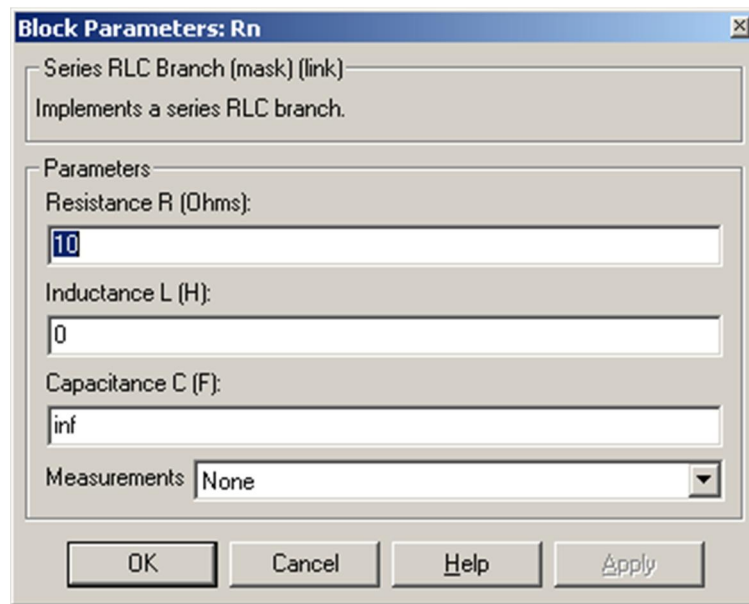 Block Parameters: Rn
Series RLC Branch (mask) (link)
Implements a series RLC branch.
Parameters
Resistance R (Ohms):
10
Inductance L (H):
0
Capacitance C (F):
inf
Measurements None
OK Cancel Help Apply